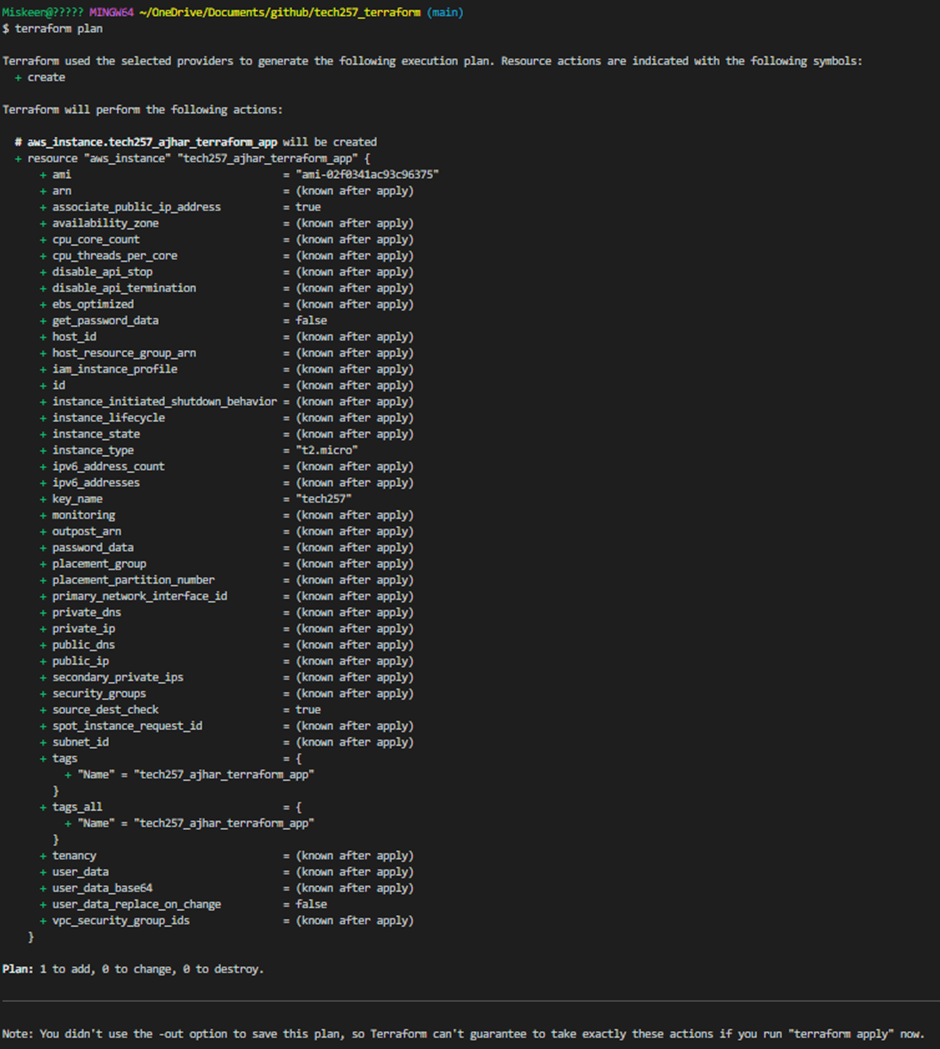 Miskeer@????? MINGW64 ~/OneDrive/Documents/github/tech257_terraform (main)
$ terraform plan
Terraform used the selected providers to generate the following execution plan. Resource actions are indicated with the following symbols:
+ create
Terraform will perform the following actions:
# aws_instance.tech257_ajhar_terraform_app will be created
+ resource "aws_instance" "tech257_ajhar_terraform_app" {
+ ami = "ami-02f0341ac93c96375"
+ arn = (known after apply)
+ associate_public_ip_address = true
+ availability_zone = (known after apply)
+ cpu_core_count = (known after apply)
+ cpu_threads_per_core = (known after apply)
+ disable_api_stop = (known after apply)
+ disable_api_termination = (known after apply)
+ ebs_optimized = (known after apply)
+ get_password_data = false
+ host_id = (known after apply)
+ host_resource_group_arn = (known after apply)
+ iam_instance_profile = (known after apply)
+ id = (known after apply)
+ instance_initiated_shutdown_behavior = (known after apply)
+ instance_lifecycle = (known after apply)
+ instance_state = (known after apply)
+ instance_type = "t2.micro"
+ ipv6_address_count = (known after apply)
+ ipv6_addresses = (known after apply)
+ key_name = "tech257"
+ monitoring = (known after apply)
+ outpost_arn = (known after apply)
+ password_data = (known after apply)
+ placement_group = (known after apply)
+ placement_partition_number = (known after apply)
+ primary_network_interface_id = (known after apply)
+ private_dns = (known after apply)
+ private_ip = (known after apply)
+ public_dns = (known after apply)
+ public_ip = (known after apply)
+ secondary_private_ips = (known after apply)
+ security_groups = (known after apply)
+ source_dest_check = true
+ spot_instance_request_id = (known after apply)
+ subnet_id = (known after apply)
+ tags = {
+ "Name" = "tech257_ajhar_terraform_app"
}
+ tags_all = {
+ "Name" = "tech257_ajhar_terraform_app"
}
+ tenancy = (known after apply)
+ user_data = (known after apply)
+ user_data_base64 = (known after apply)
+ user_data_replace_on_change = false
+ vpc_security_group_ids = (known after apply)
}
Plan: 1 to add, 0 to change, 0 to destroy.
Note: You didn't use the -out option to save this plan, so Terraform can't guarantee to take exactly these actions if you run "terraform apply" now.